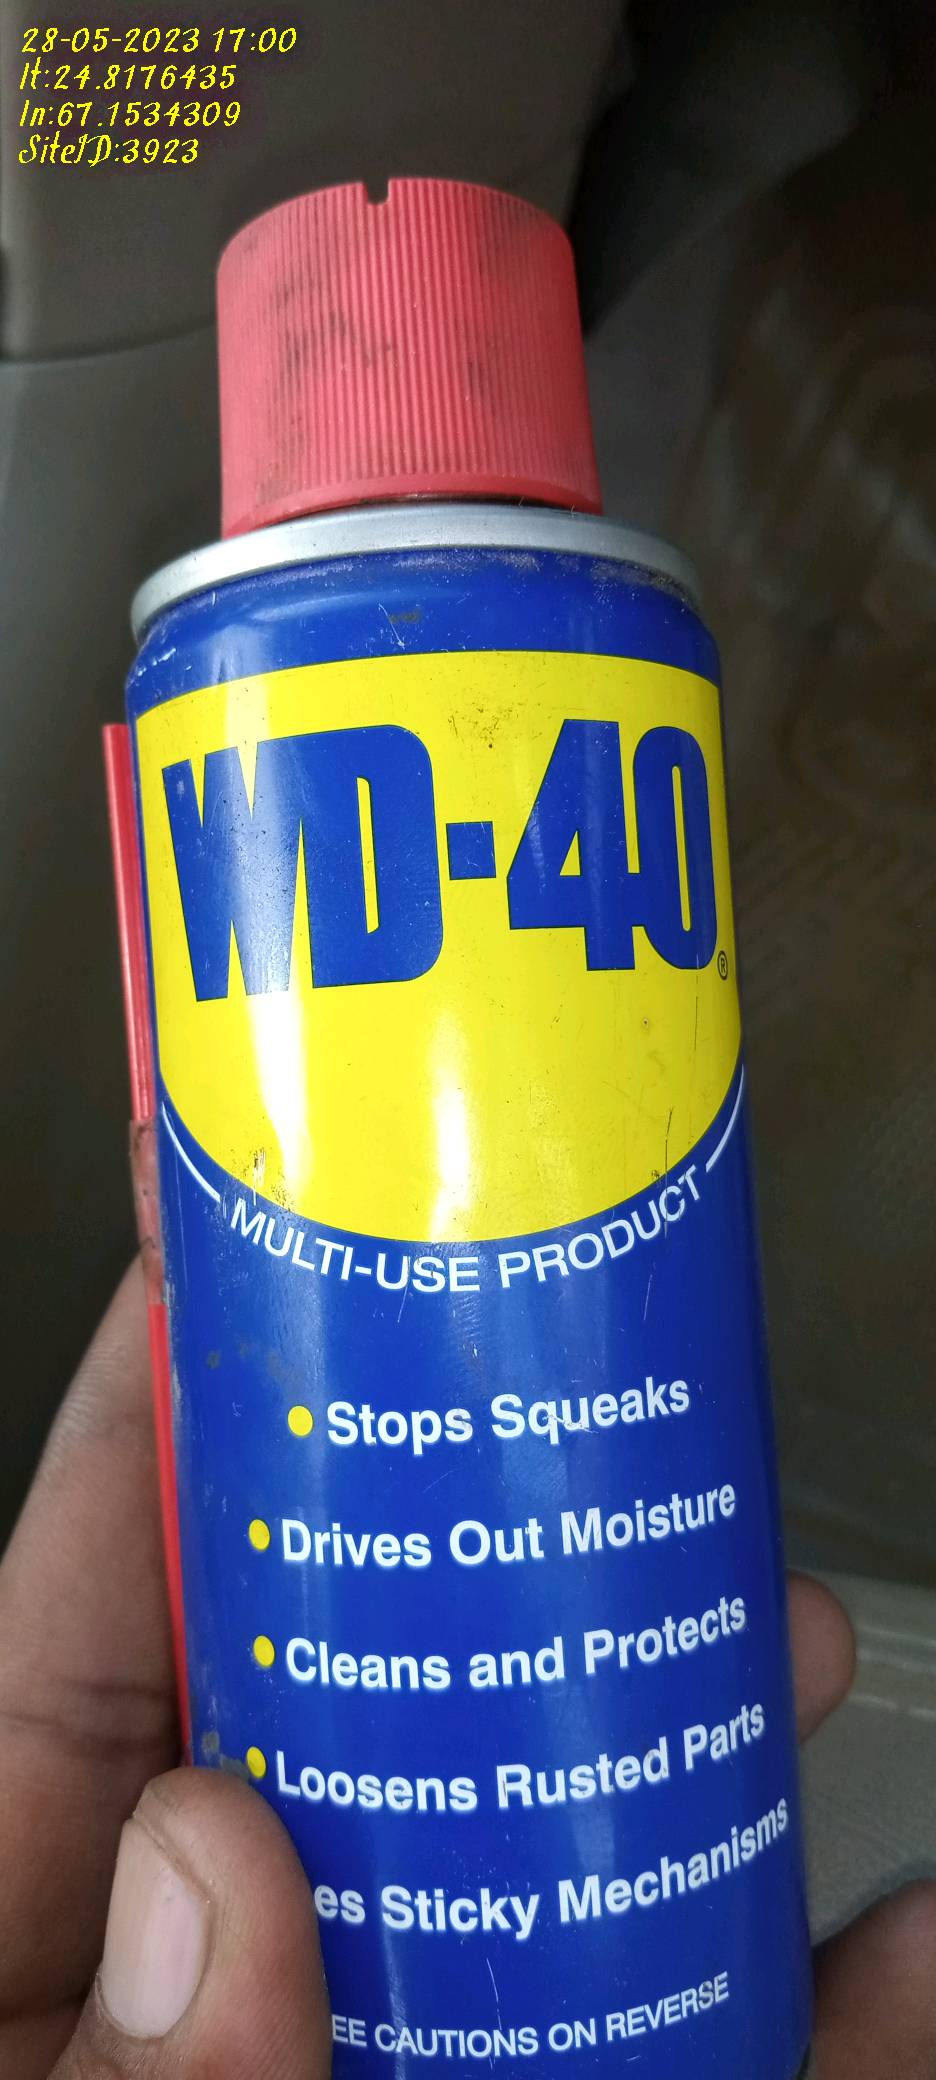 28-05-2023 17:00
lt:24.8176435
ln:67.1534309
SiteID:3923
WD-40®
MULTI-USE PRODUCT
Stops Squeaks
Drives Out Moisture
Cleans and Protects
Loosens Rusted Parts
es Sticky Mechanisms
EE CAUTIONS ON REVERSE